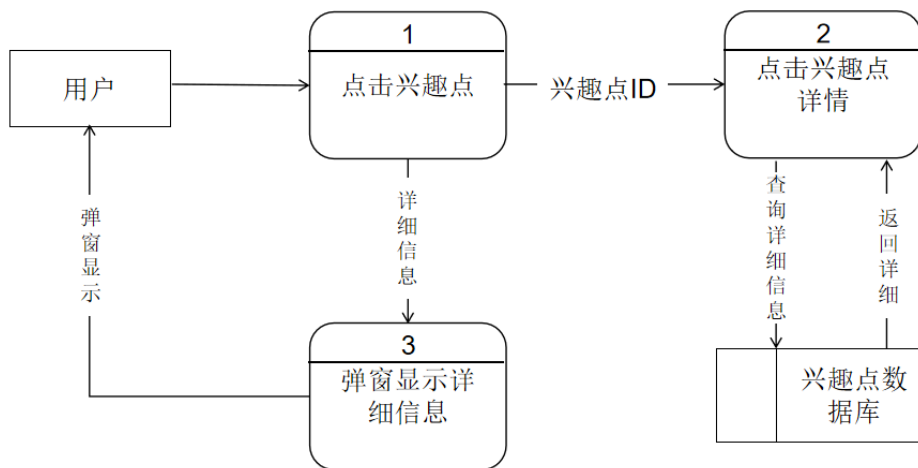 1
2
用户
点击兴趣点
兴趣点ID
点击兴趣点
详情
弹窗显示
详细信息
查询详细信息
返回详细
3
弹窗显示详
细信息
兴趣点数
据库